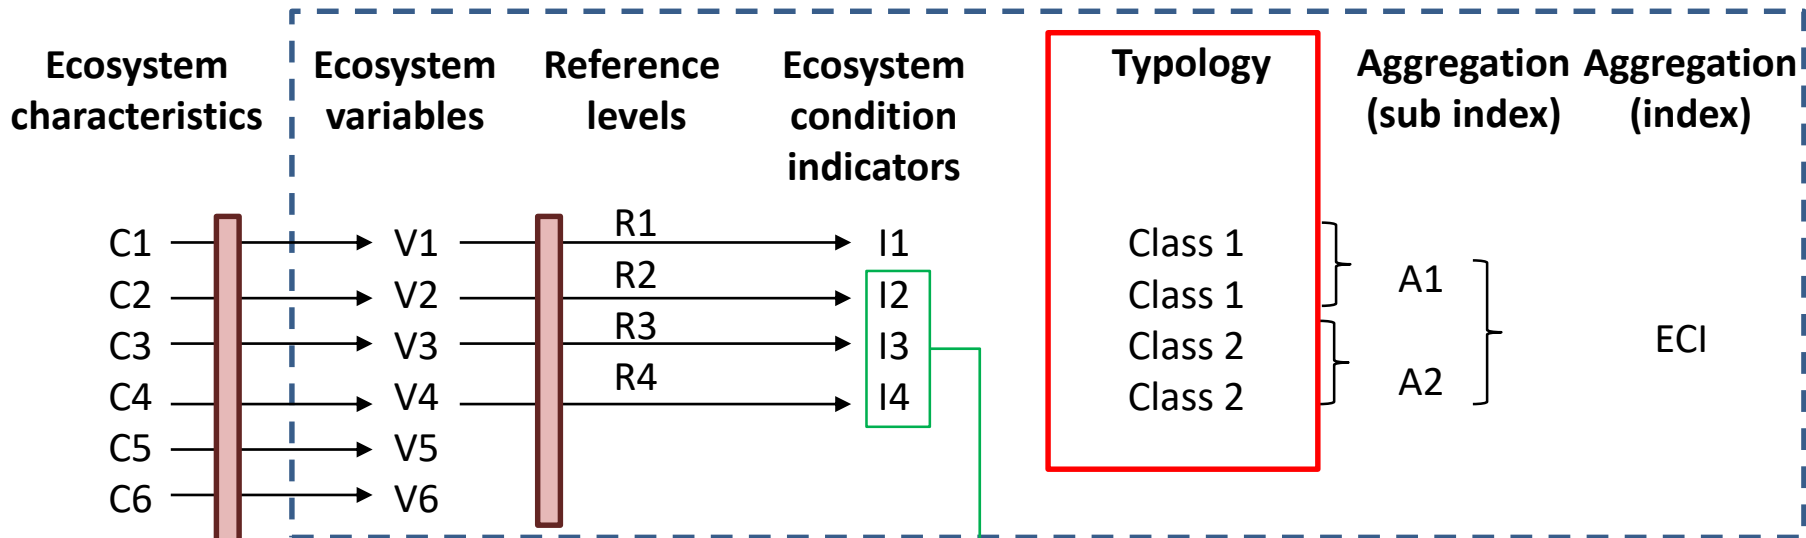 Ecosystem characteristics
Ecosystem variables
Reference levels
Ecosystem condition indicators
Typology
Aggregation (sub index)
Aggregation (index)
C1 V1 R1 I1 Class 1
C2 V2 R2 I2 Class 1
A1
C3 V3 R3 I3 Class 2
ECI
C4 V4 R4 I4 Class 2
A2
C5 V5
C6 V6